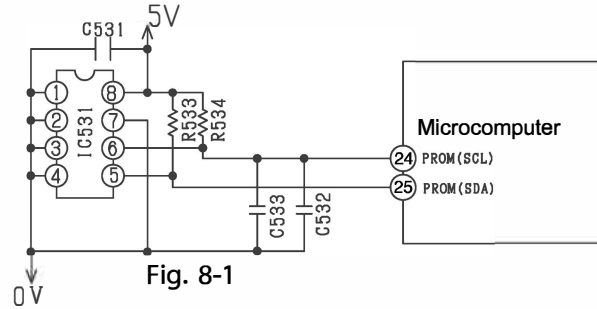 C531
5V
1
8
2
7
3
6
4
5
IC531
R533
R534
Microcomputer
24 PROM(SCL)
25 PROM(SDA)
C533
C532
0V
Fig. 8-1